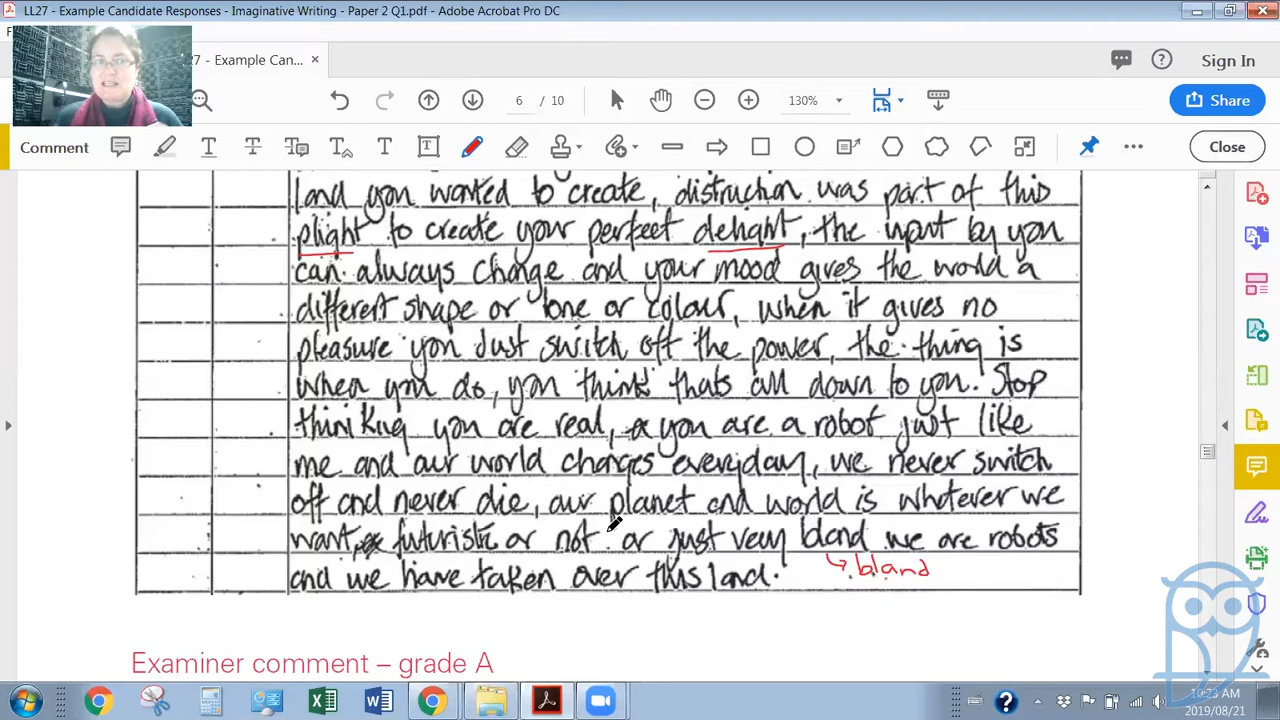 LL27 - Example Candidate Responses - Imaginative Writing - Paper 2 Q1.pdf - Adobe Acrobat Pro DC
27 - Example Can...
Sign In
6 / 10
130%
Share
Comment
Close
land you wanted to create, distruction was part of this
plight to create your perfect delight, the input by you
can always change and your mood gives the world a
different shape or tone or colour, when it gives no
pleasure you Just switch off the power, the thing is
when you do, you think thats all down to you. Stop
thinking you are real, you are a robot just like
me and our world changes everyday, we never switch
off and never die, our planet and world is whatever we
want, futuristic or not or just very bland we are robots
bland
and we have taken over this land.
Examiner comment – grade A
10:23 AM
2019/08/21